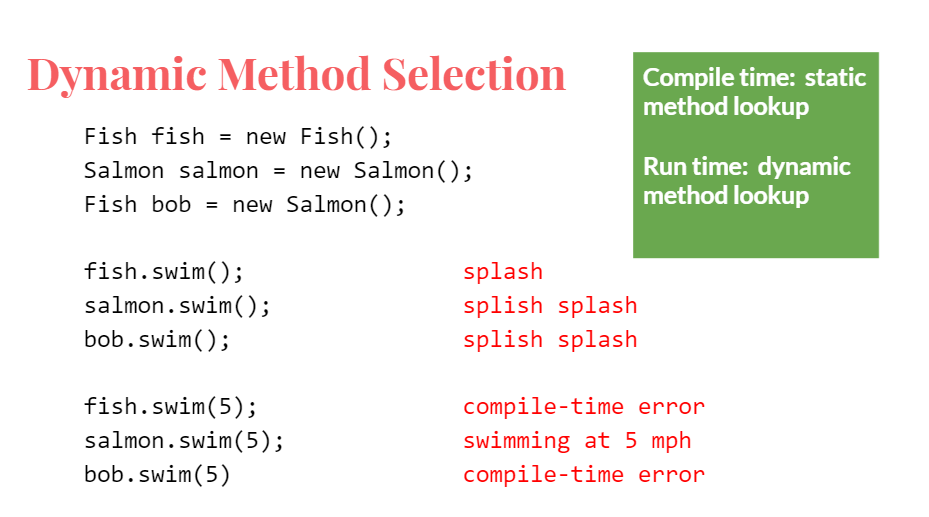 Dynamic Method Selection
Compile time: static
method lookup
Run time: dynamic
method lookup
Fish fish = new Fish();
Salmon salmon = new Salmon();
Fish bob = new Salmon();
fish.swim(); splash
salmon.swim(); splish splash
bob.swim(); splish splash
fish.swim(5); compile-time error
salmon.swim(5); swimming at 5 mph
bob.swim(5) compile-time error